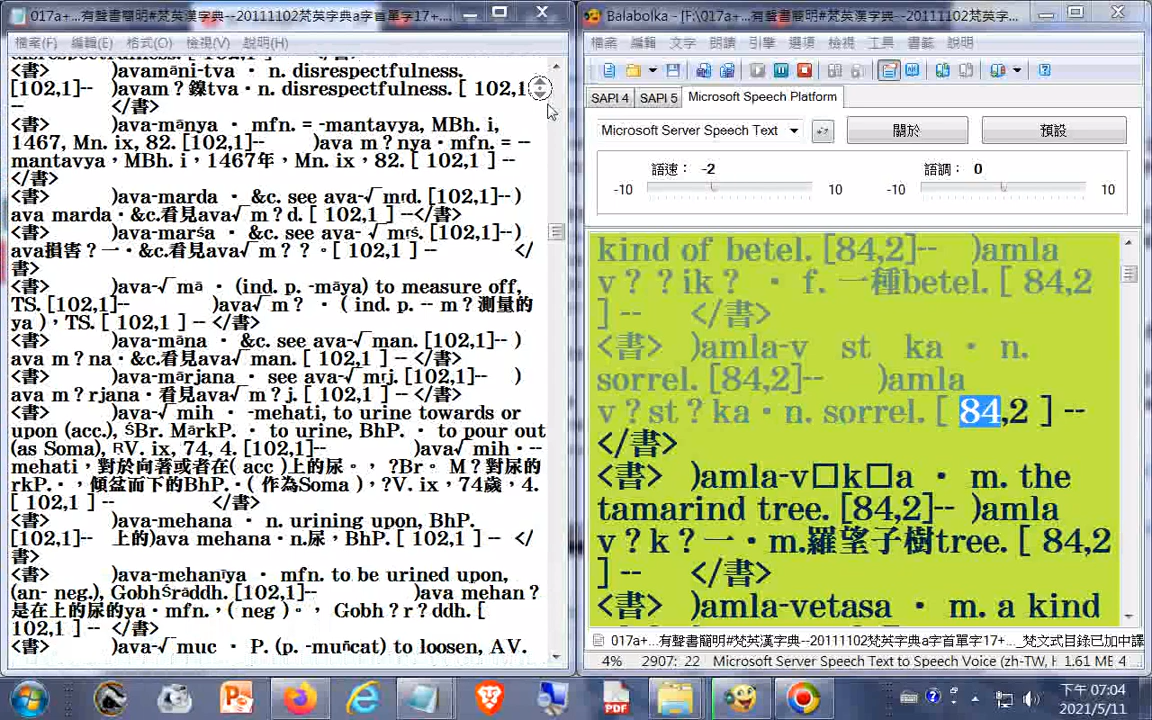 017a+...有聲書簡明#梵英漢字典--20111102梵英字典a字首單字17+...
檔案(F) 編輯(E) 格式(O) 檢視(V) 說明(H)
<書> )avamāni-tva · n. disrespectfulness.
[102,1]-- )avam？鎳tva · n. disrespectfulness. [ 102,1
-- </書>
<書> )ava-mānya · mfn. = -mantavya, MBh. i,
1467, Mn. ix, 82. [102,1]-- )ava m？nya · mfn. = --
mantavya，MBh. i，1467年，Mn. ix，82. [ 102,1 ] --
</書>
<書> )ava-marda · &c. see ava-√ mṛd. [102,1]-- )
ava marda · &c.看見ava√ m？d. [ 102,1 ] --</書>
<書> )ava-marśa · &c. see ava- √ mṛś. [102,1]-- )
ava損害？一 · &c.看見ava√ m？？。[ 102,1 ] -- </
書>
<書> )ava-√ mā · (ind. p. -māya) to measure off,
TS. [102,1]-- )ava√ m？ · ( ind. p. -- m？測量的
ya )，TS. [ 102,1 ] -- </書>
<書> )ava-māna · &c. see ava-√ man. [102,1]-- )
ava m？na · &c.看見ava√ man. [ 102,1 ] -- </書>
<書> )ava-mārjana · see ava-√ mṛj. [102,1]-- )
ava m？rjana · 看見ava√ m？j. [ 102,1 ] -- </書>
<書> )ava-√ mih · -mehati, to urine towards or
upon (acc.), ŚBr. MārkP. · to urine, BhP. · to pour out
(as Soma), RV. ix, 74, 4. [102,1]-- )ava√ mih · --
mehati，對於向著或者在( acc )上的尿。，?Br。 M？對尿的
rkP. · ，傾盆而下的BhP. · ( 作為Soma )，?V. ix，74歲，4.
[ 102,1 ] -- </書>
<書> )ava-mehana · n. urining upon, BhP.
[102,1]-- 上的)ava mehana · n.尿，BhP. [ 102,1 ] -- </
書>
<書> )ava-mehanīya · mfn. to be urined upon,
(an- neg.), GobhŚrāddh. [102,1]-- )ava mehan？
是在上的尿的ya · mfn.，( neg )。， Gobh？r？ddh. [
102,1 ] -- </書>
<書> )ava-√ muc · P. (p. -muñcat) to loosen, AV.
Balabolka - [F:\017a+...有聲書簡明#梵英漢字典--20111102梵英字...
檔案 編輯 文字 朗讀 引擎 選項 檢視 工具 書籤 說明
SAPI 4 SAPI 5 Microsoft Speech Platform
Microsoft Server Speech Text 關於 預設
語速： -2 語調： 0
-10 10 -10 10
kind of betel. [84,2]-- )amla
v？？ik？ · f. 一種betel. [ 84,2
] -- </書>
<書> )amla-v st ka · n.
sorrel. [84,2]-- )amla
v？st？ka · n. sorrel. [ 84,2 ] --
</書>
<書> )amla-v□k□a · m. the
tamarind tree. [84,2]-- )amla
v？k？一 · m.羅望子樹tree. [ 84,2
] -- </書>
<書> )amla-vetasa · m. a kind
017a+...有聲書簡明#梵英漢字典--20111102梵英字典a字首單字17+..._梵文式目錄已加中譯
4% 2907: 22 Microsoft Server Speech Text to Speech Voice (zh-TW, H 1.61 MB 4
下午 07:04
2021/5/11